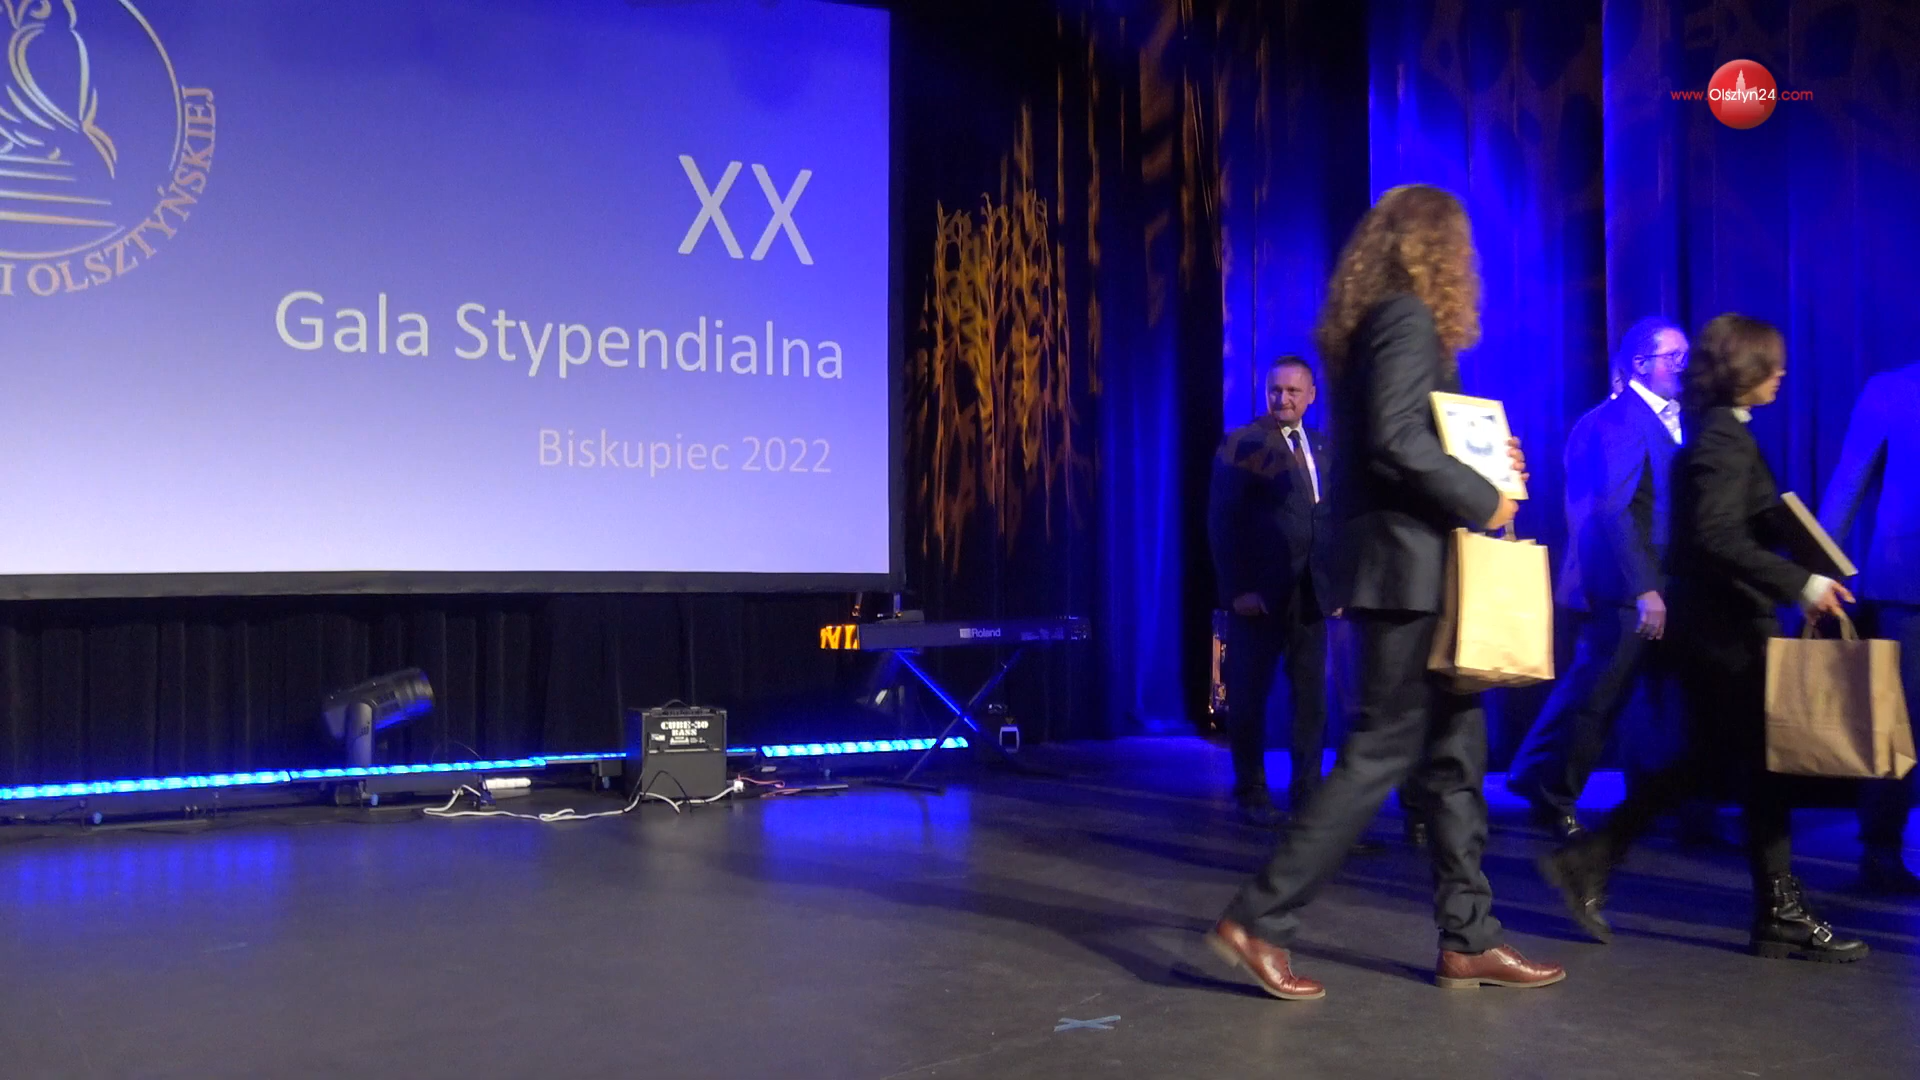 I OLSZTYŃSKIEJ
XX
Gala Stypendialna
Biskupiec 2022
www.Olsztyn24.com
Roland
CUBE-30
BASS